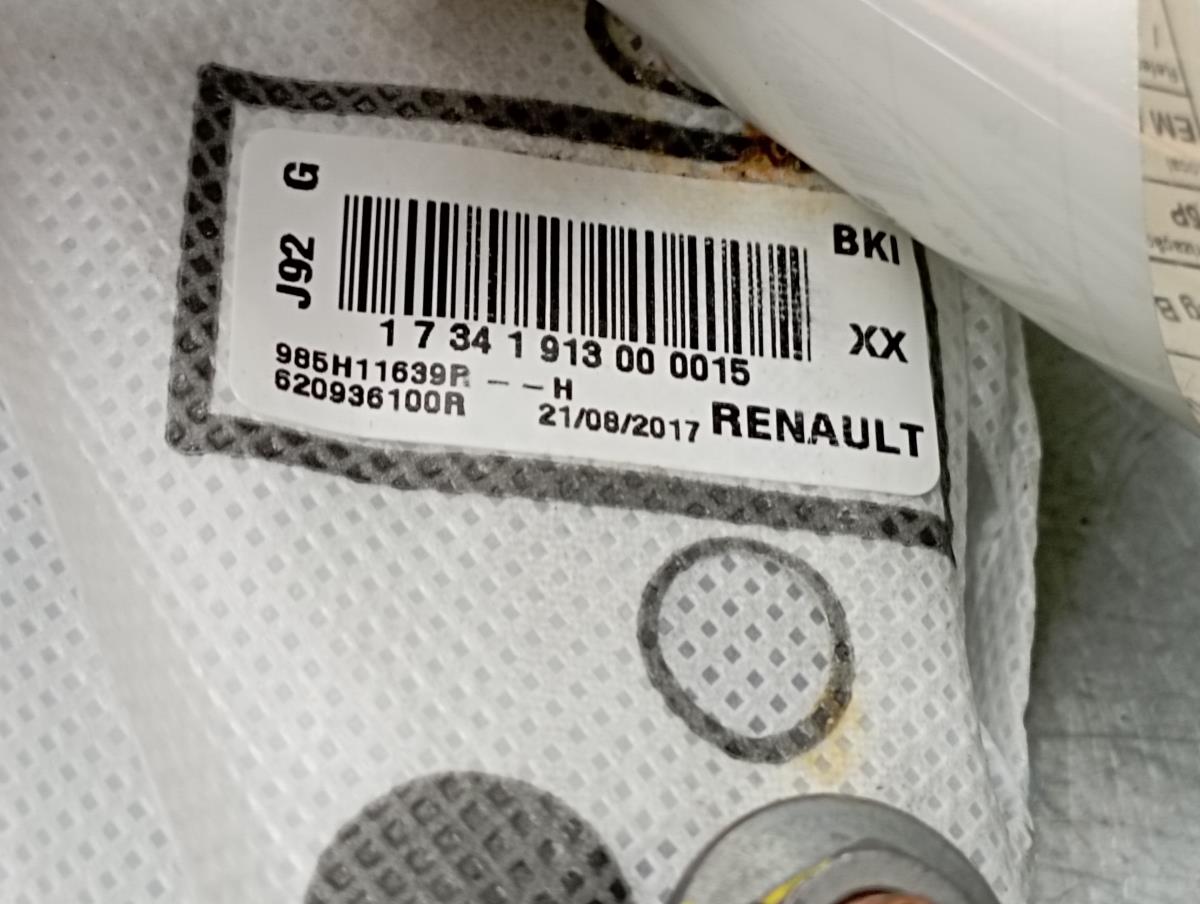 J92 G
BKI
1 7 34 1 913 00 0015
XX
985H11639R - - H
620936100R
21/08/2017 RENAULT